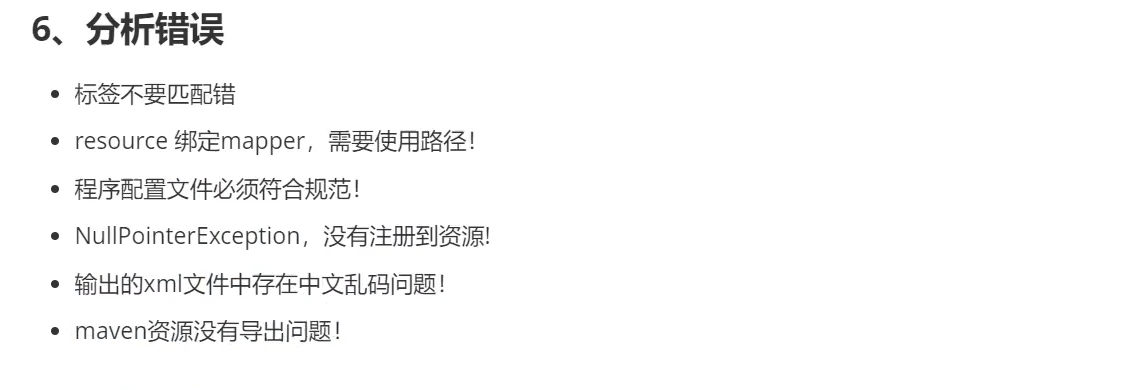 6、分析错误
• 标签不要匹配错
• resource 绑定mapper，需要使用路径！
• 程序配置文件必须符合规范！
• NullPointerException，没有注册到资源!
• 输出的xml文件中存在中文乱码问题！
• maven资源没有导出问题！